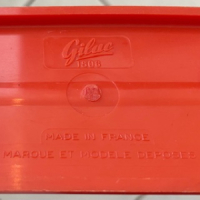 Gilac
MADE IN FRANCE
MARQUE ET MODELE DEPOSES